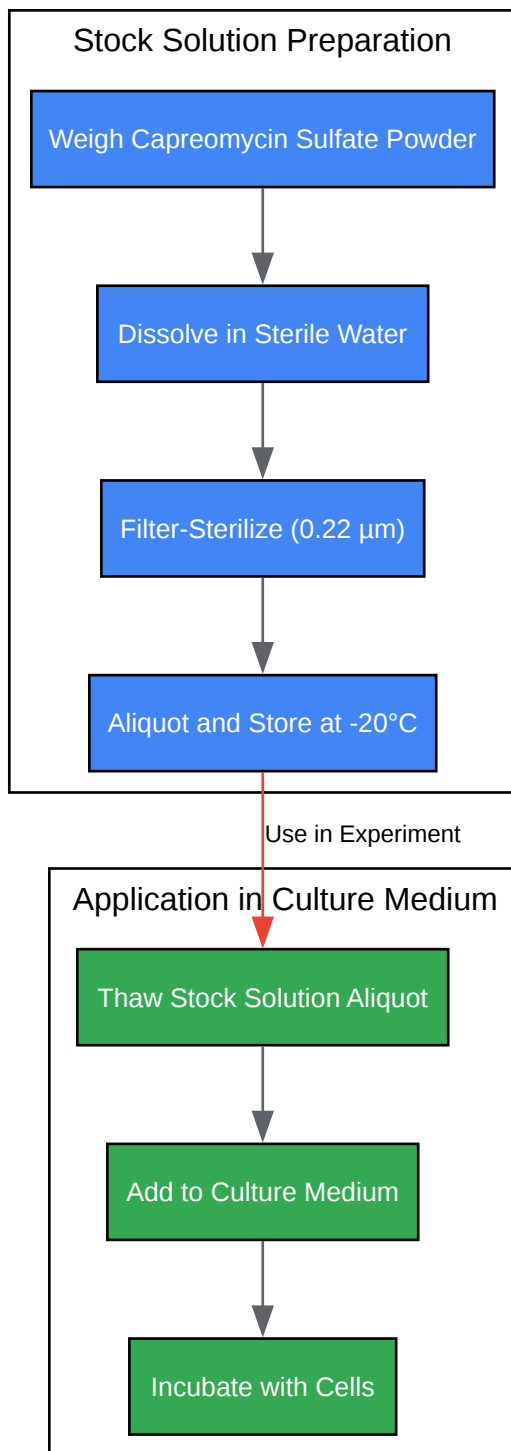 Stock Solution Preparation
Weigh Capreomycin Sulfate Powder
Dissolve in Sterile Water
Filter-Sterilize (0.22 µm)
Aliquot and Store at -20°C
Use in Experiment
Application in Culture Medium
Thaw Stock Solution Aliquot
Add to Culture Medium
Incubate with Cells